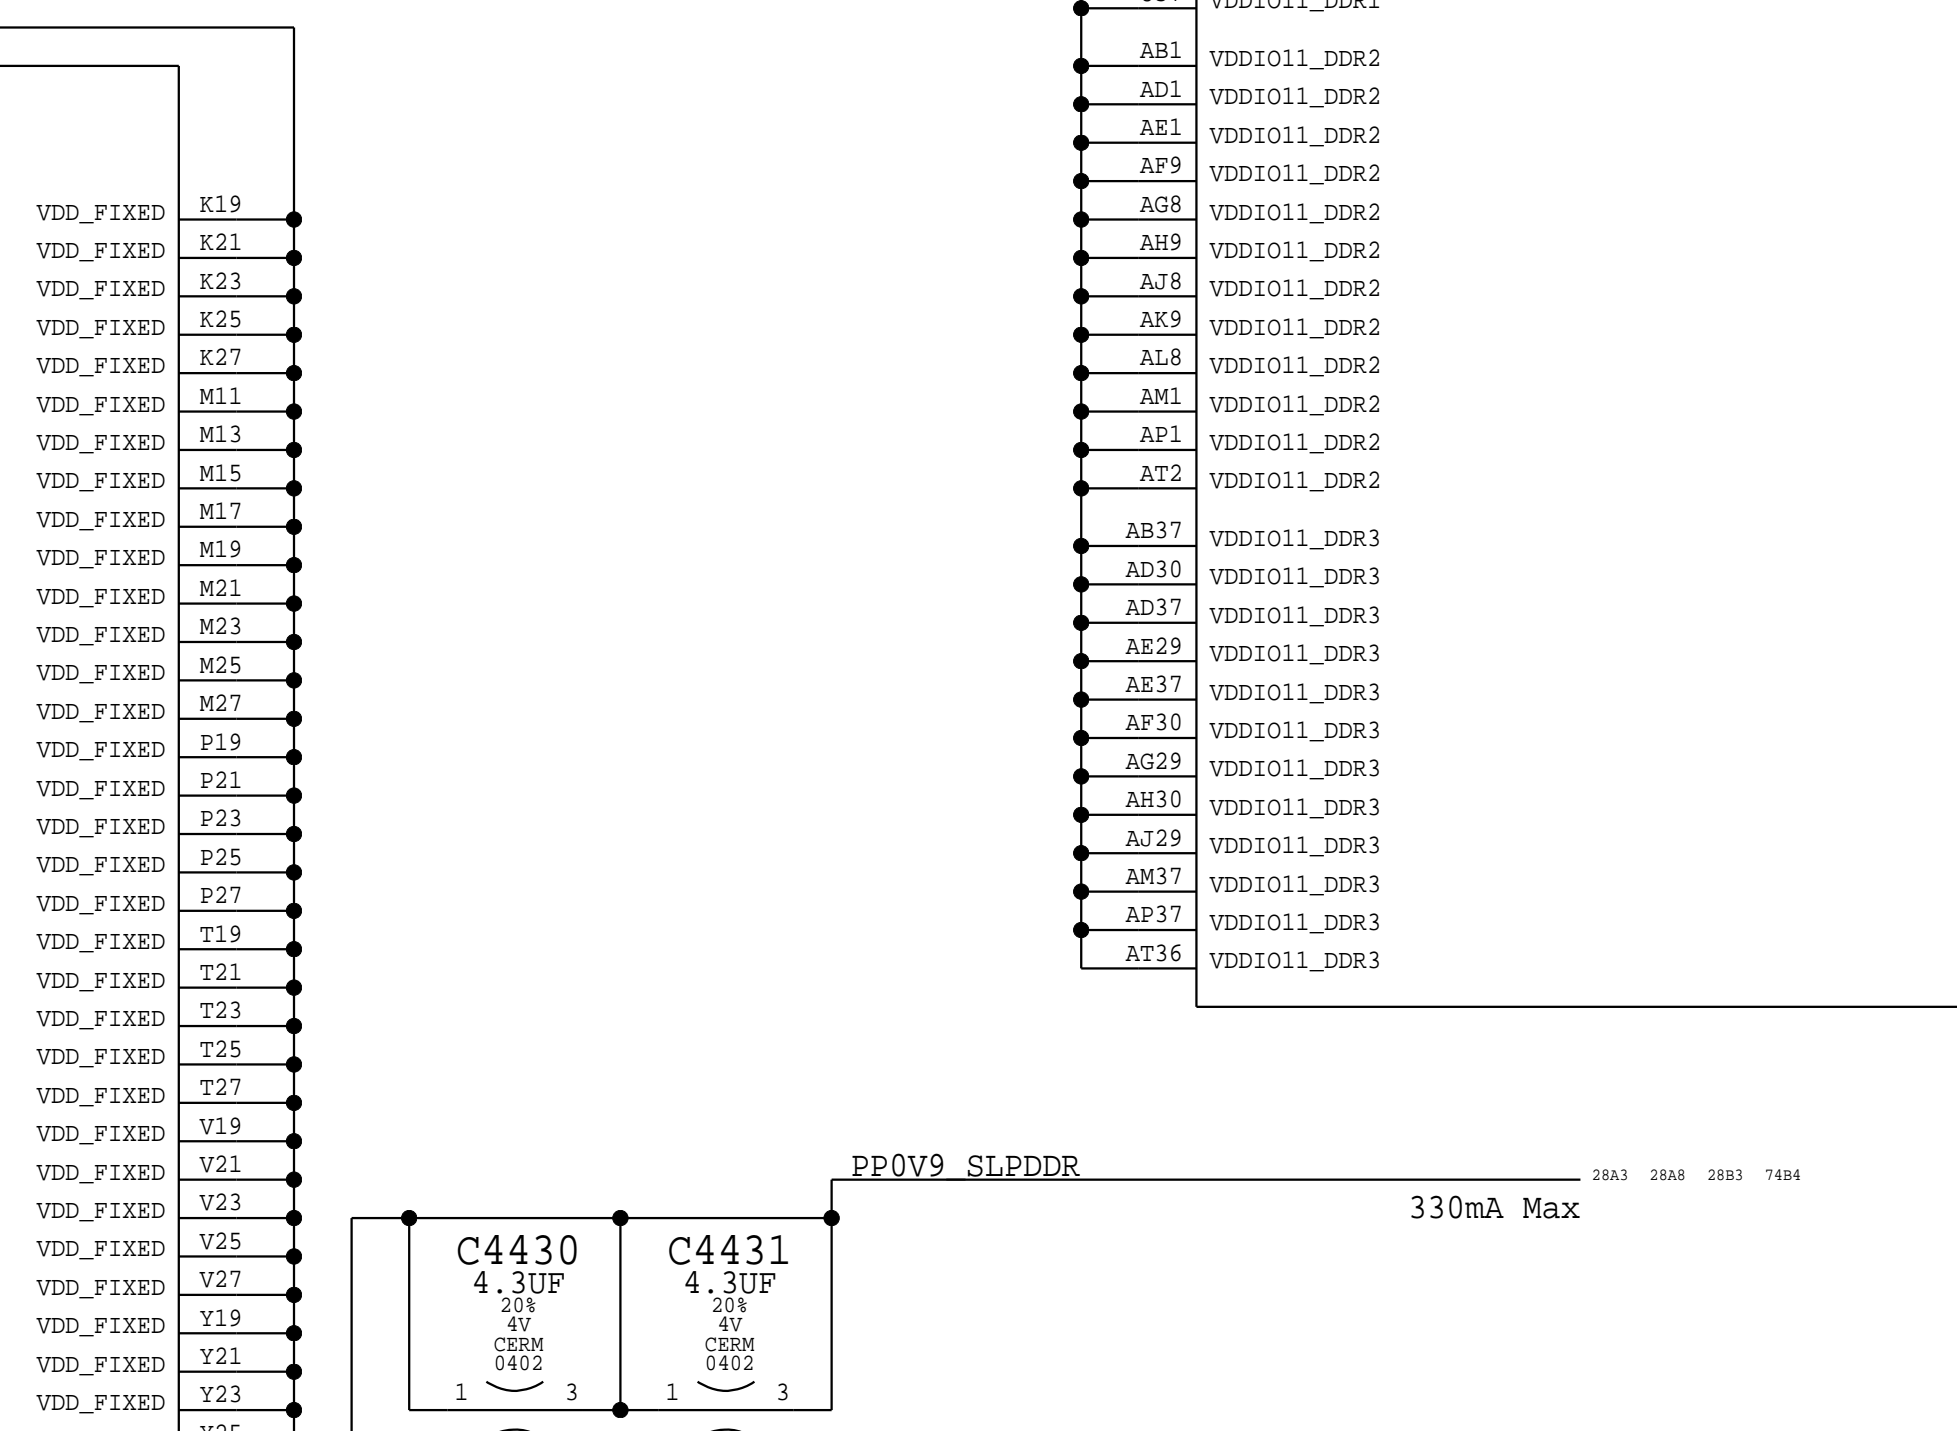 VDDIO11_DDR1
AB1 VDDIO11_DDR2
AD1 VDDIO11_DDR2
AE1 VDDIO11_DDR2
AF9 VDDIO11_DDR2
AG8 VDDIO11_DDR2
AH9 VDDIO11_DDR2
AJ8 VDDIO11_DDR2
AK9 VDDIO11_DDR2
AL8 VDDIO11_DDR2
AM1 VDDIO11_DDR2
AP1 VDDIO11_DDR2
AT2 VDDIO11_DDR2
AB37 VDDIO11_DDR3
AD30 VDDIO11_DDR3
AD37 VDDIO11_DDR3
AE29 VDDIO11_DDR3
AE37 VDDIO11_DDR3
AF30 VDDIO11_DDR3
AG29 VDDIO11_DDR3
AH30 VDDIO11_DDR3
AJ29 VDDIO11_DDR3
AM37 VDDIO11_DDR3
AP37 VDDIO11_DDR3
AT36 VDDIO11_DDR3
VDD_FIXED K19
VDD_FIXED K21
VDD_FIXED K23
VDD_FIXED K25
VDD_FIXED K27
VDD_FIXED M11
VDD_FIXED M13
VDD_FIXED M15
VDD_FIXED M17
VDD_FIXED M19
VDD_FIXED M21
VDD_FIXED M23
VDD_FIXED M25
VDD_FIXED M27
VDD_FIXED P19
VDD_FIXED P21
VDD_FIXED P23
VDD_FIXED P25
VDD_FIXED P27
VDD_FIXED T19
VDD_FIXED T21
VDD_FIXED T23
VDD_FIXED T25
VDD_FIXED T27
VDD_FIXED V19
VDD_FIXED V21
VDD_FIXED V23
VDD_FIXED V25
VDD_FIXED V27
VDD_FIXED Y19
VDD_FIXED Y21
VDD_FIXED Y23
PP0V9_SLPDDR 28A3 28A8 28B3 74B4
330mA Max
C4430
4.3UF
20%
4V
CERM
0402
1 3
C4431
4.3UF
20%
4V
CERM
0402
1 3